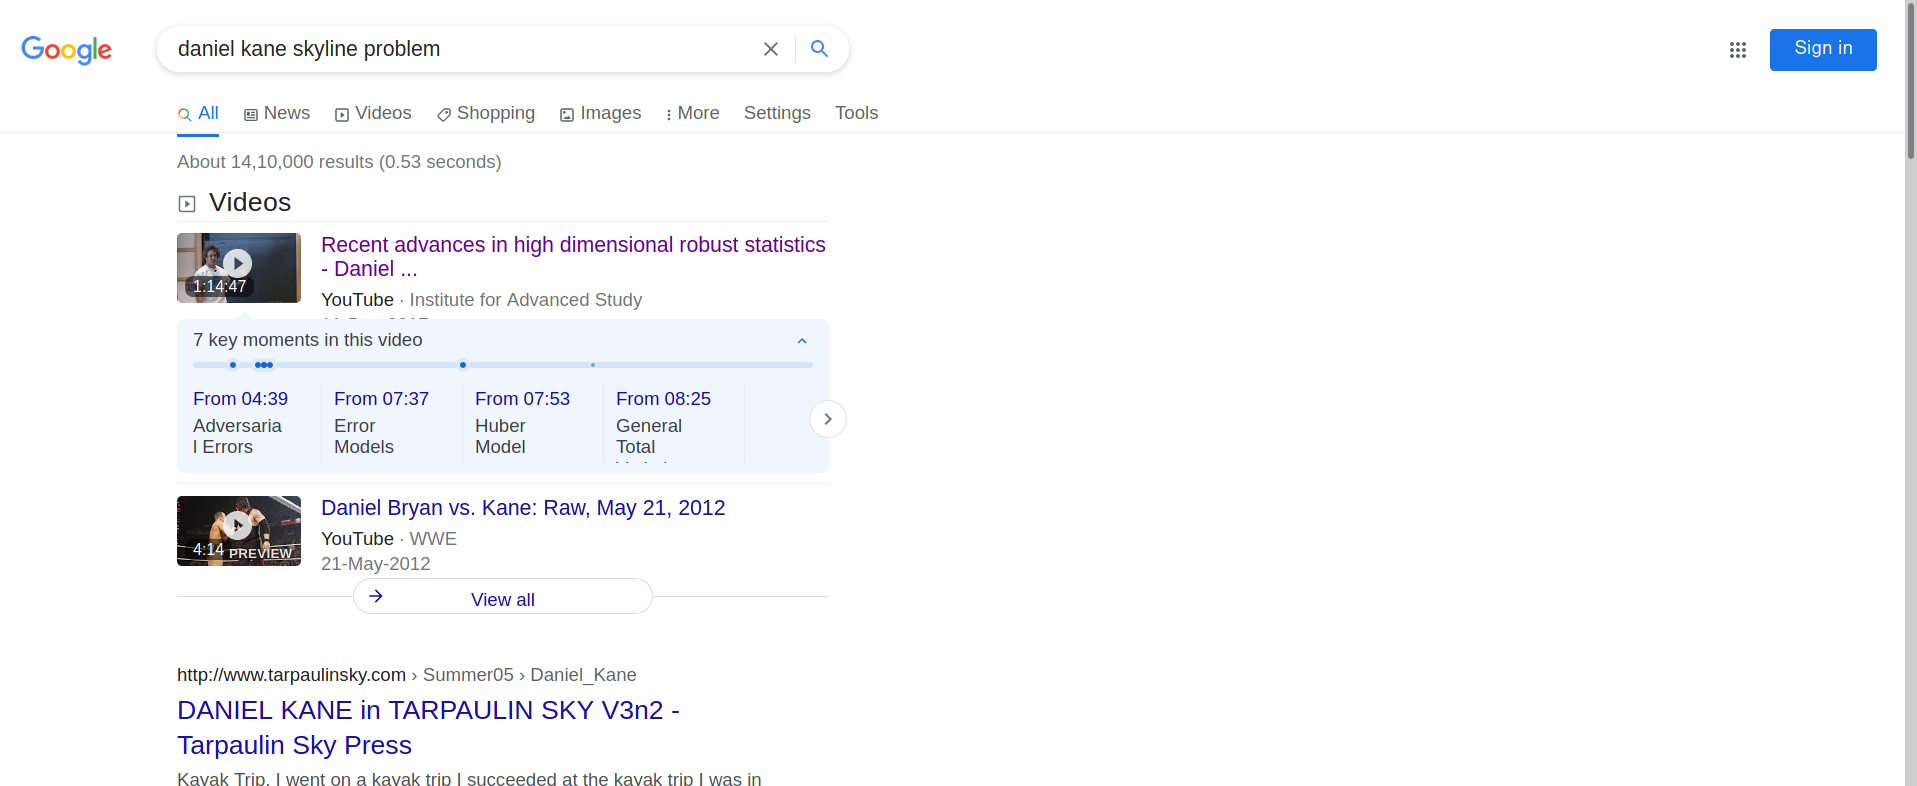 Google
daniel kane skyline problem
Sign in
All
News
Videos
Shopping
Images
More
Settings
Tools
About 14,10,000 results (0.53 seconds)
Videos
1:14:47
Recent advances in high dimensional robust statistics
- Daniel ...
YouTube · Institute for Advanced Study
7 key moments in this video
From 04:39
Adversaria
l Errors
From 07:37
Error
Models
From 07:53
Huber
Model
From 08:25
General
Total
4:14
PREVIEW
Daniel Bryan vs. Kane: Raw, May 21, 2012
YouTube · WWE
21-May-2012
View all
http://www.tarpaulinsky.com › Summer05 › Daniel_Kane
DANIEL KANE in TARPAULIN SKY V3n2 -
Tarpaulin Sky Press
Kayak Trip. I went on a kayak trip I succeeded at the kayak trip I was in